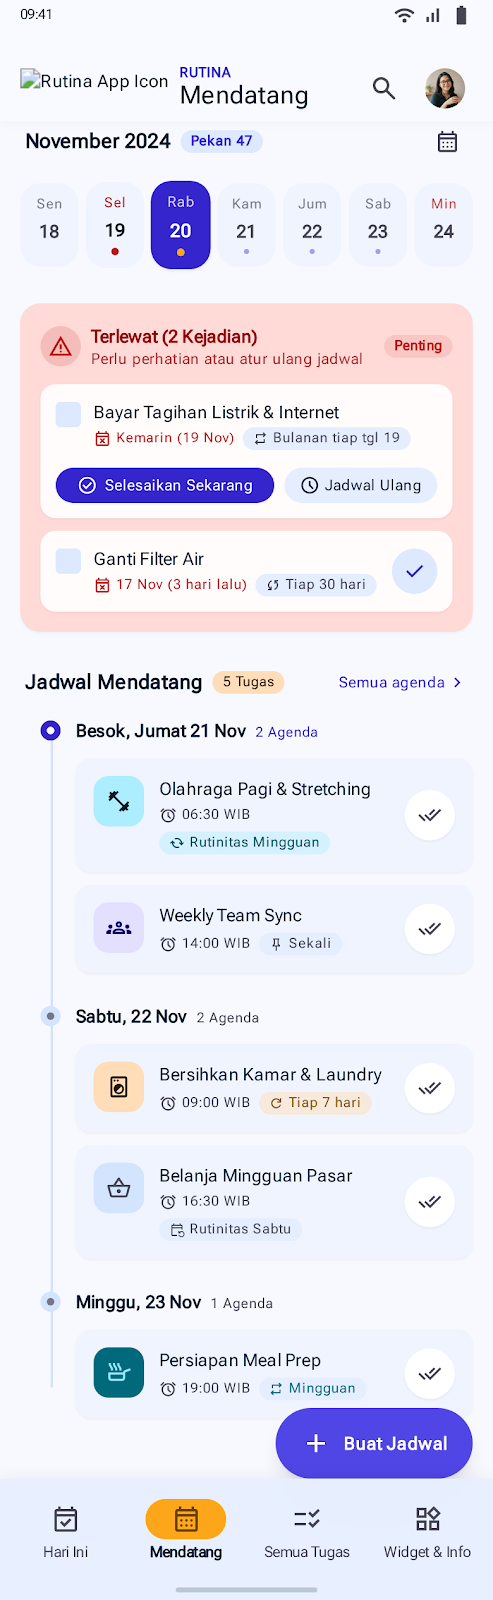 09:41
Rutina App Icon
RUTINA
Mendatang
November 2024 Pekan 47
Sen Sel Rab Kam Jum Sab Min
18 19 20 21 22 23 24
Terlewat (2 Kejadian)
Perlu perhatian atau atur ulang jadwal
Penting
Bayar Tagihan Listrik & Internet
Kemarin (19 Nov) Bulanan tiap tgl 19
Selesaikan Sekarang Jadwal Ulang
Ganti Filter Air
17 Nov (3 hari lalu) Tiap 30 hari
Jadwal Mendatang 5 Tugas Semua agenda
Besok, Jumat 21 Nov 2 Agenda
Olahraga Pagi & Stretching
06:30 WIB
Rutinitas Mingguan
Weekly Team Sync
14:00 WIB Sekali
Sabtu, 22 Nov 2 Agenda
Bersihkan Kamar & Laundry
09:00 WIB Tiap 7 hari
Belanja Mingguan Pasar
16:30 WIB
Rutinitas Sabtu
Minggu, 23 Nov 1 Agenda
Persiapan Meal Prep
19:00 WIB Mingguan
Buat Jadwal
Hari Ini Mendatang Semua Tugas Widget & Info